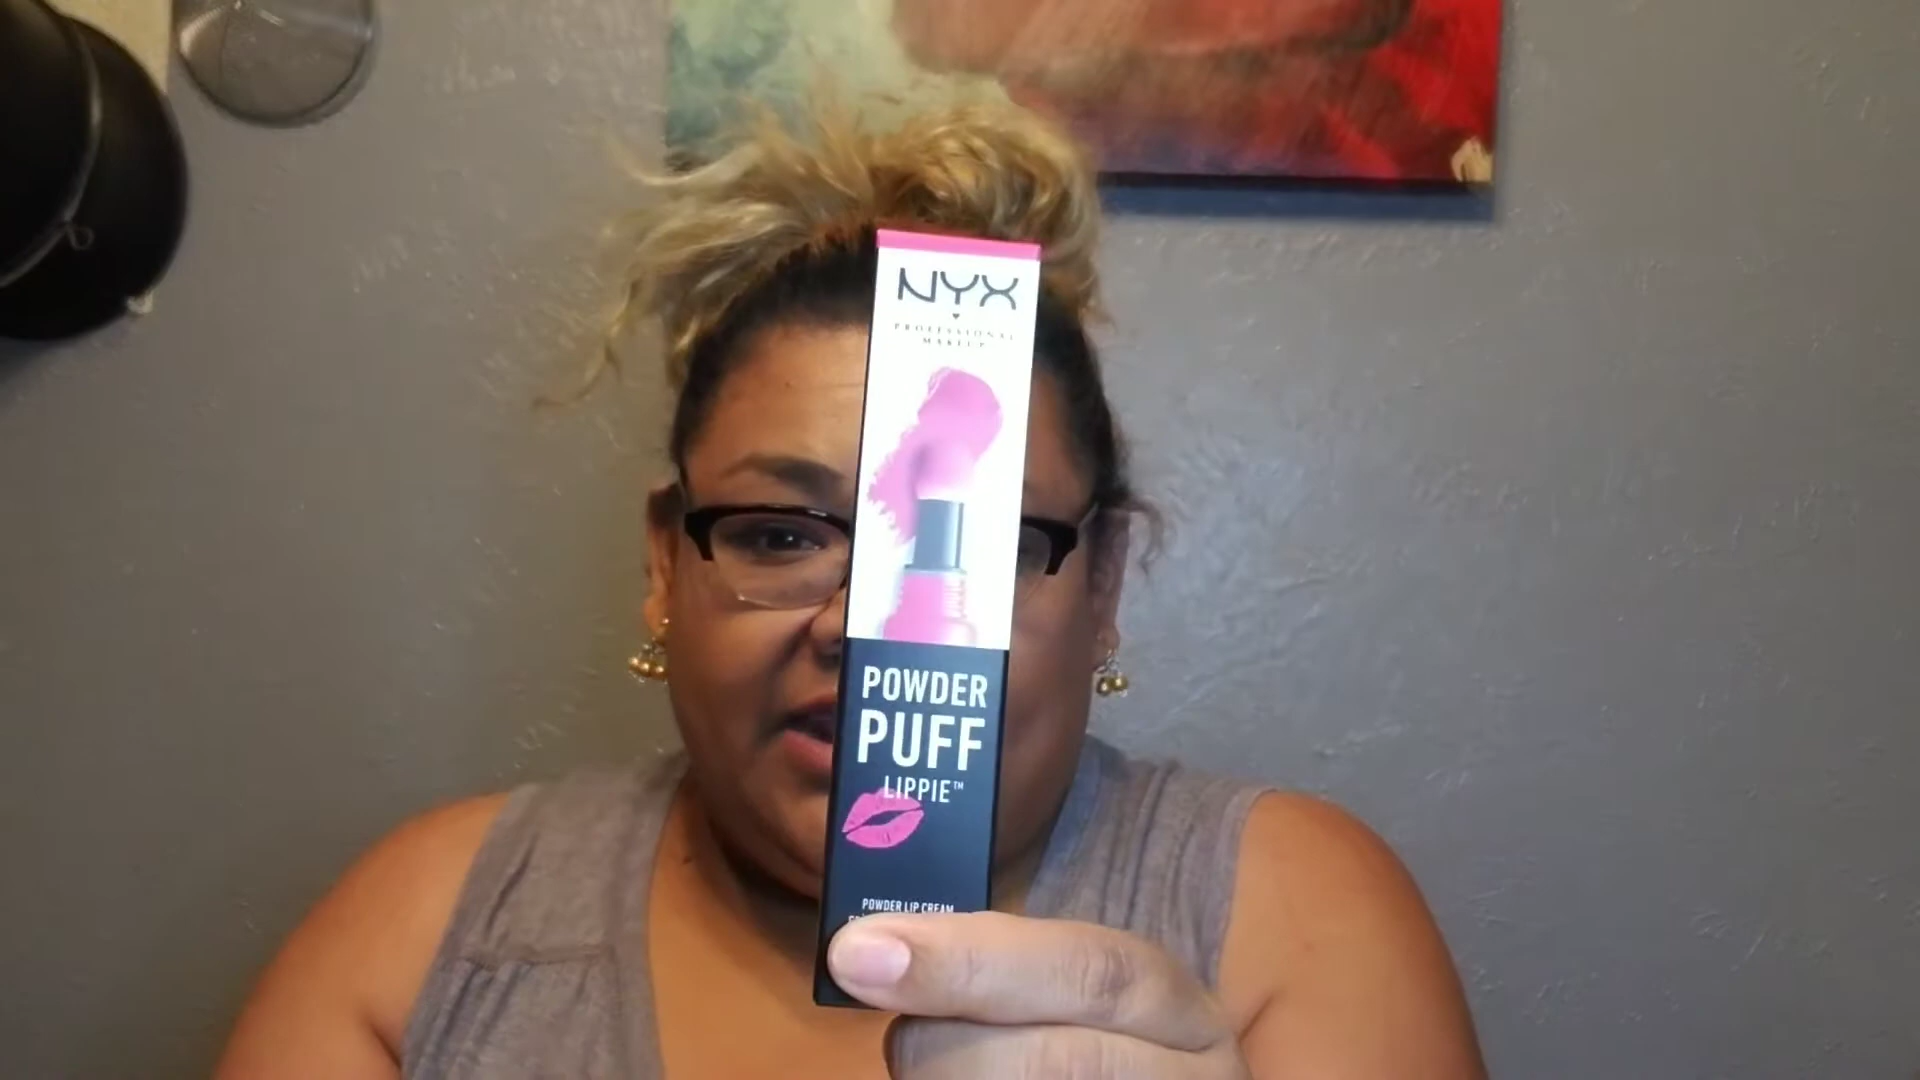 NYX
PROFESSIONAL
MAKEUP
POWDER
PUFF
LIPPIE™
POWDER LIP CREAM